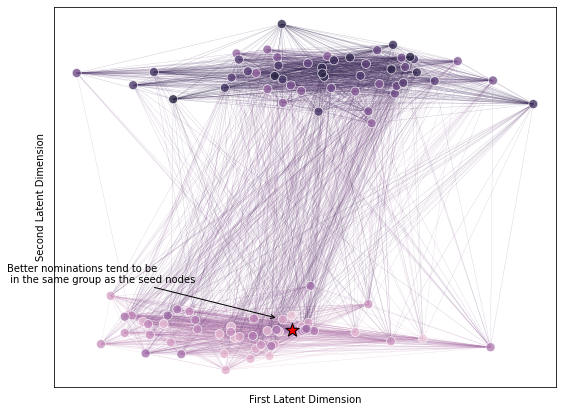 Second Latent Dimension
Better nominations tend to be
in the same group as the seed nodes
First Latent Dimension